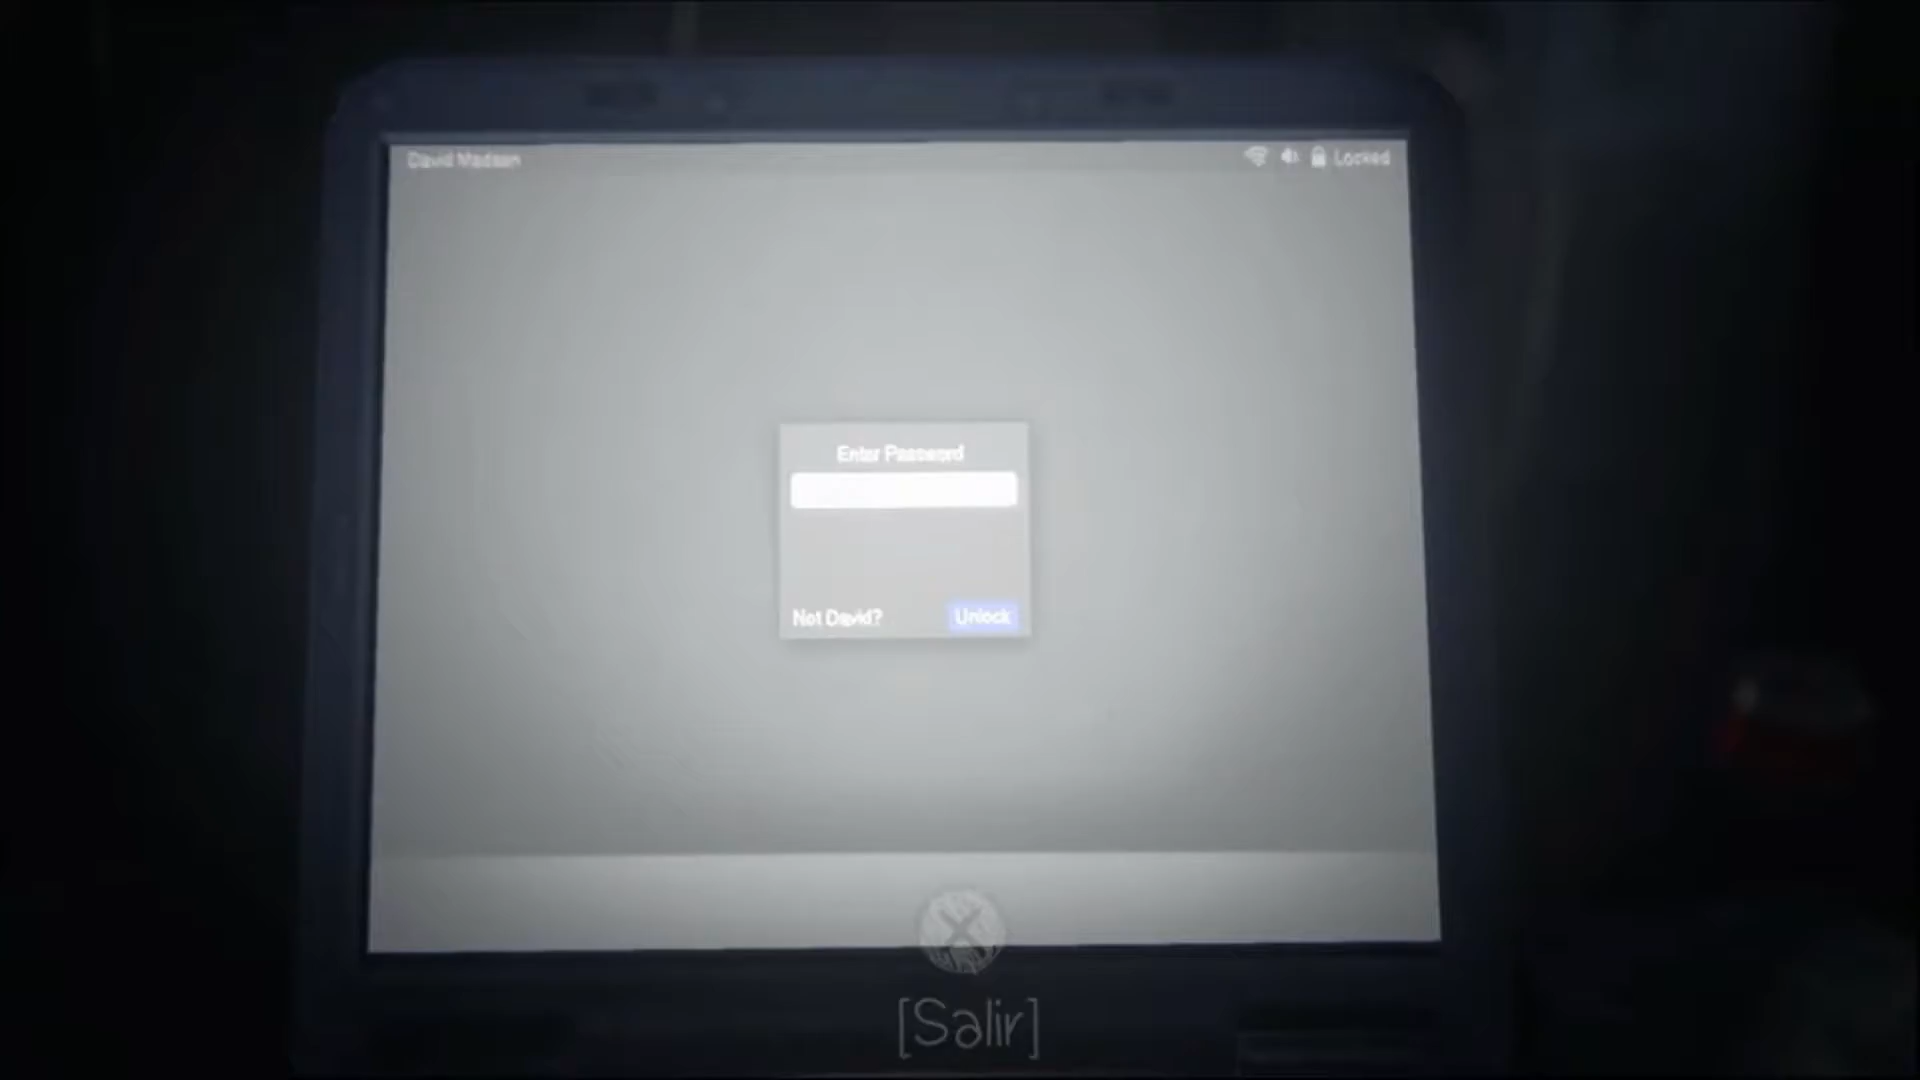 David Madsen
Locked
Enter Password
Not David?
Unlock
X
[Salir]